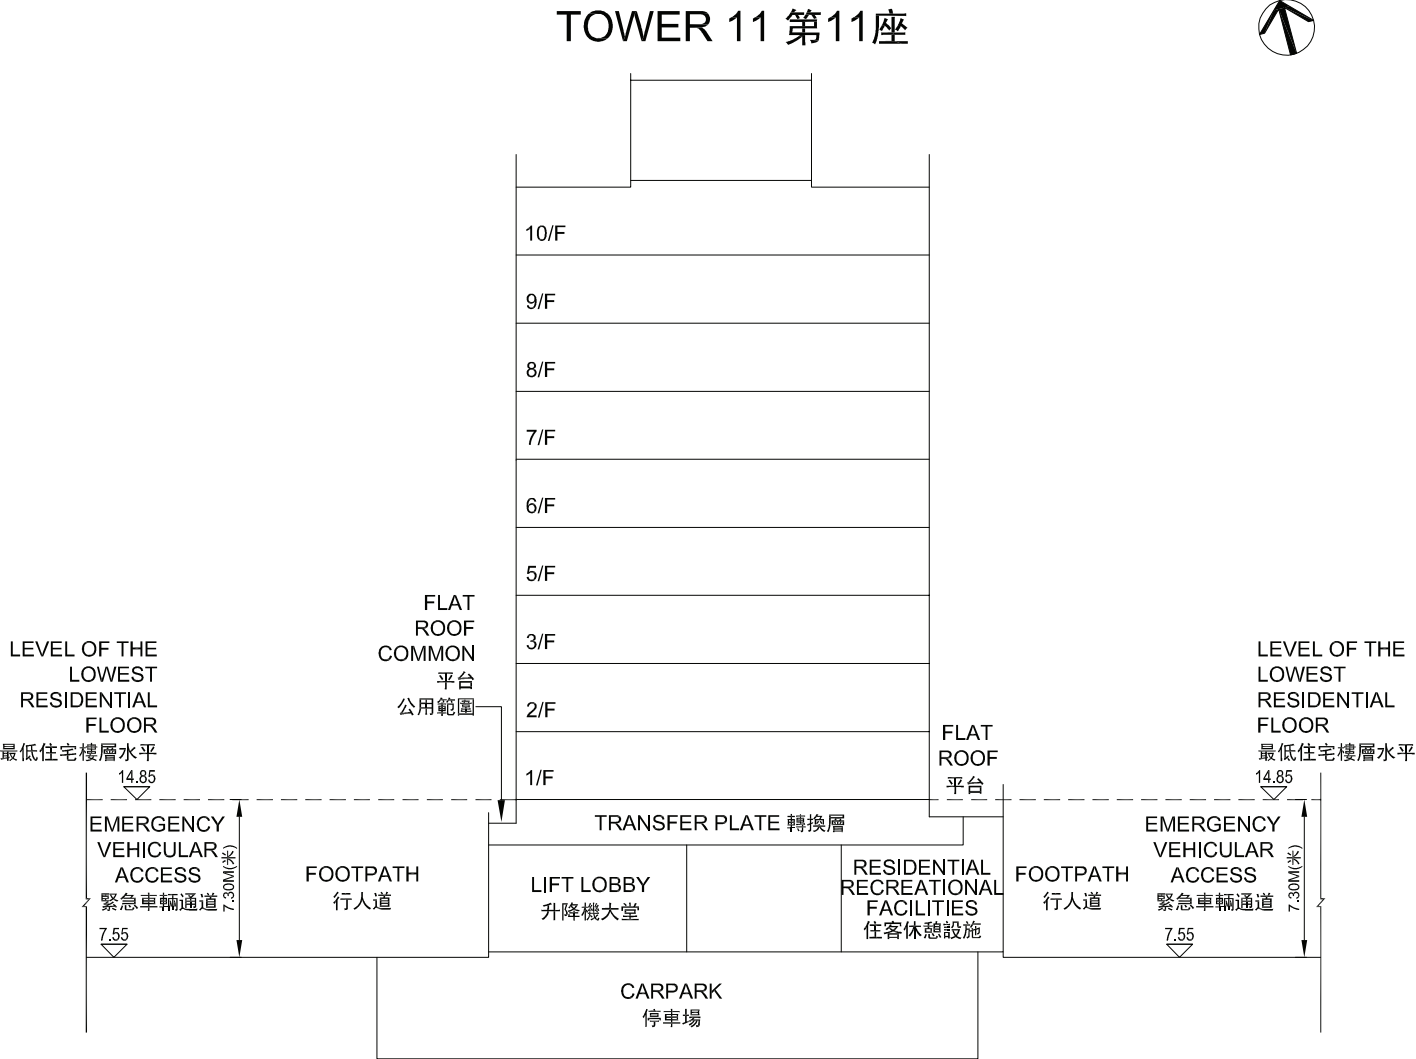 TOWER 11 第11座
10/F
9/F
8/F
7/F
6/F
5/F
3/F
2/F
1/F
FLAT
ROOF
COMMON
平台
公用範圍
LEVEL OF THE
LOWEST
RESIDENTIAL
FLOOR
最低住宅樓層水平
14.85
LEVEL OF THE
LOWEST
RESIDENTIAL
FLOOR
最低住宅樓層水平
14.85
FLAT
ROOF
平台
TRANSFER PLATE 轉換層
EMERGENCY
VEHICULAR
ACCESS
緊急車輛通道
7.30M(米)
7.55
FOOTPATH
行人道
LIFT LOBBY
升降機大堂
RESIDENTIAL
RECREATIONAL
FACILITIES
住客休憩設施
FOOTPATH
行人道
EMERGENCY
VEHICULAR
ACCESS
緊急車輛通道
7.30M(米)
7.55
CARPARK
停車場